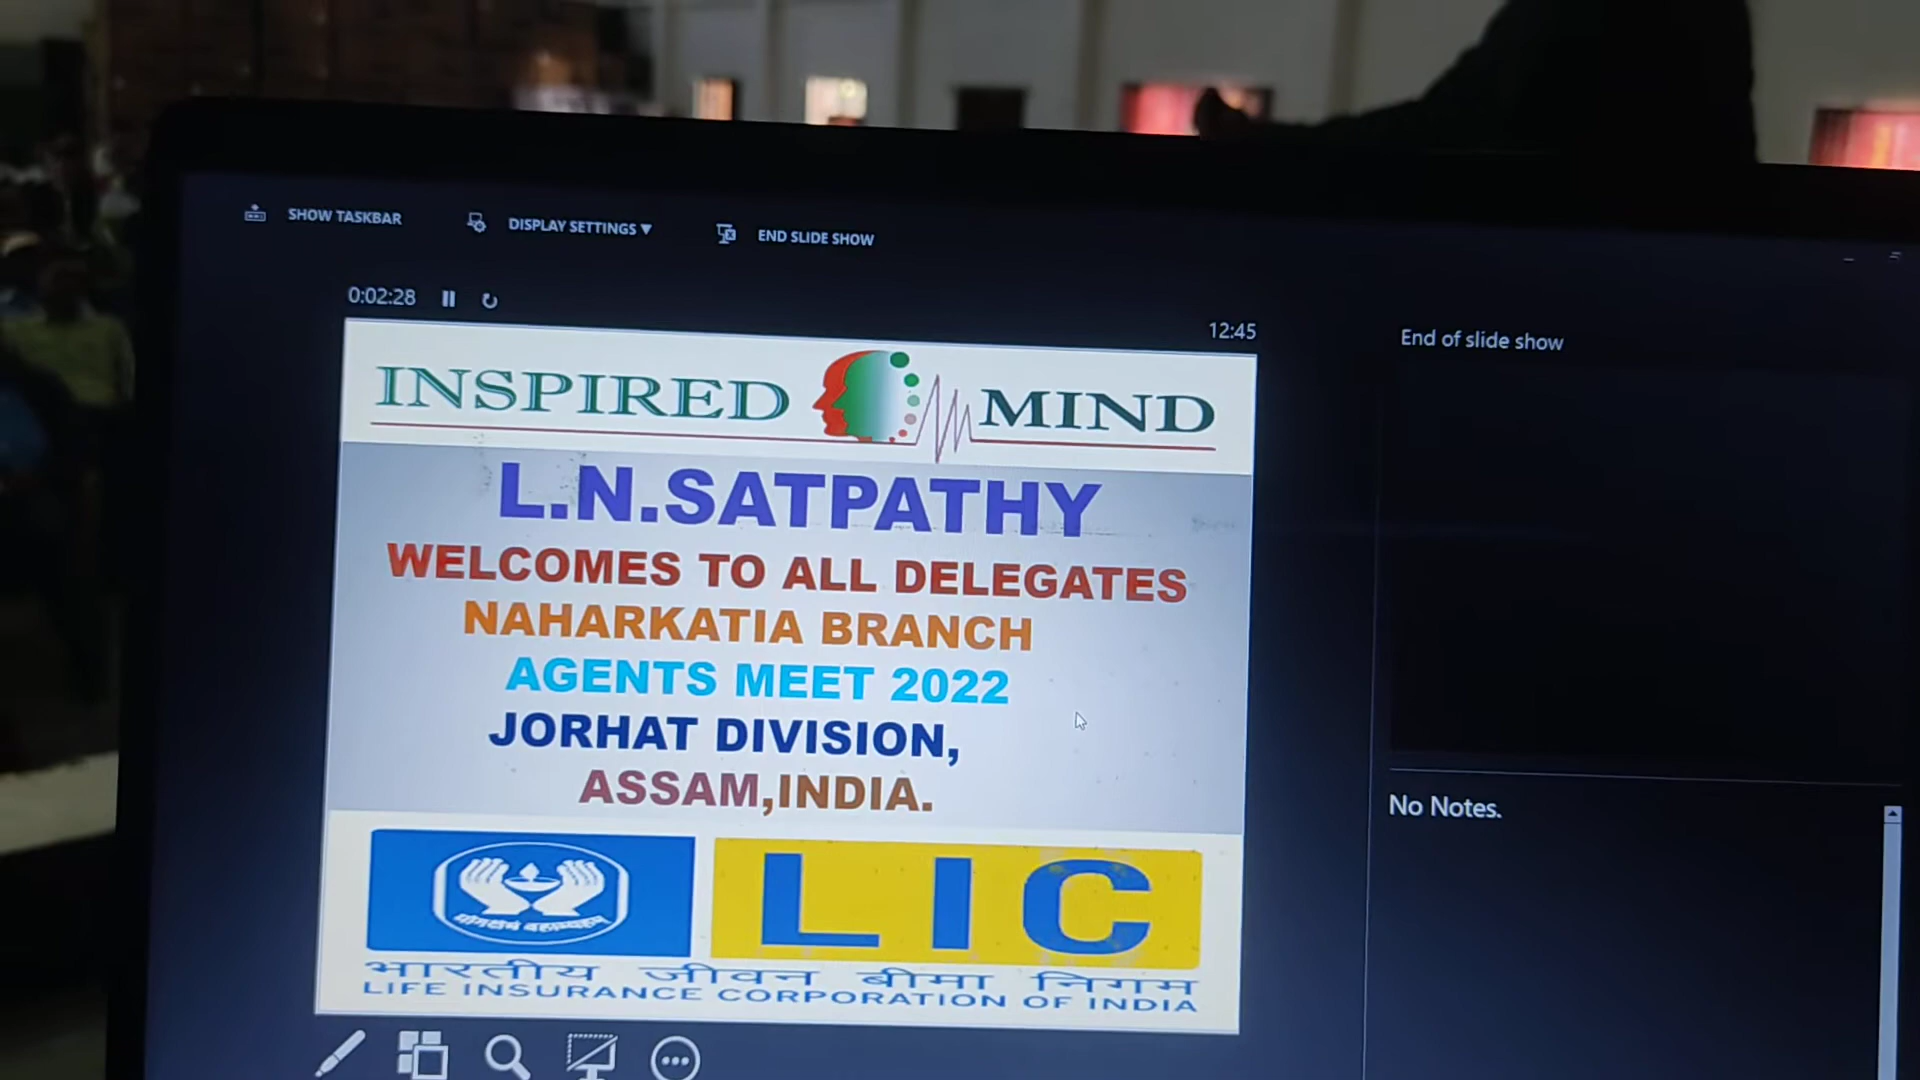 SHOW TASKBAR
DISPLAY SETTINGS ▼
END SLIDE SHOW
0:02:28
12:45
End of slide show
INSPIRED MIND
L.N.SATPATHY
WELCOMES TO ALL DELEGATES
NAHARKATIA BRANCH
AGENTS MEET 2022
JORHAT DIVISION,
ASSAM,INDIA.
No Notes.
LIC
भारतीय जीवन बीमा निगम
LIFE INSURANCE CORPORATION OF INDIA